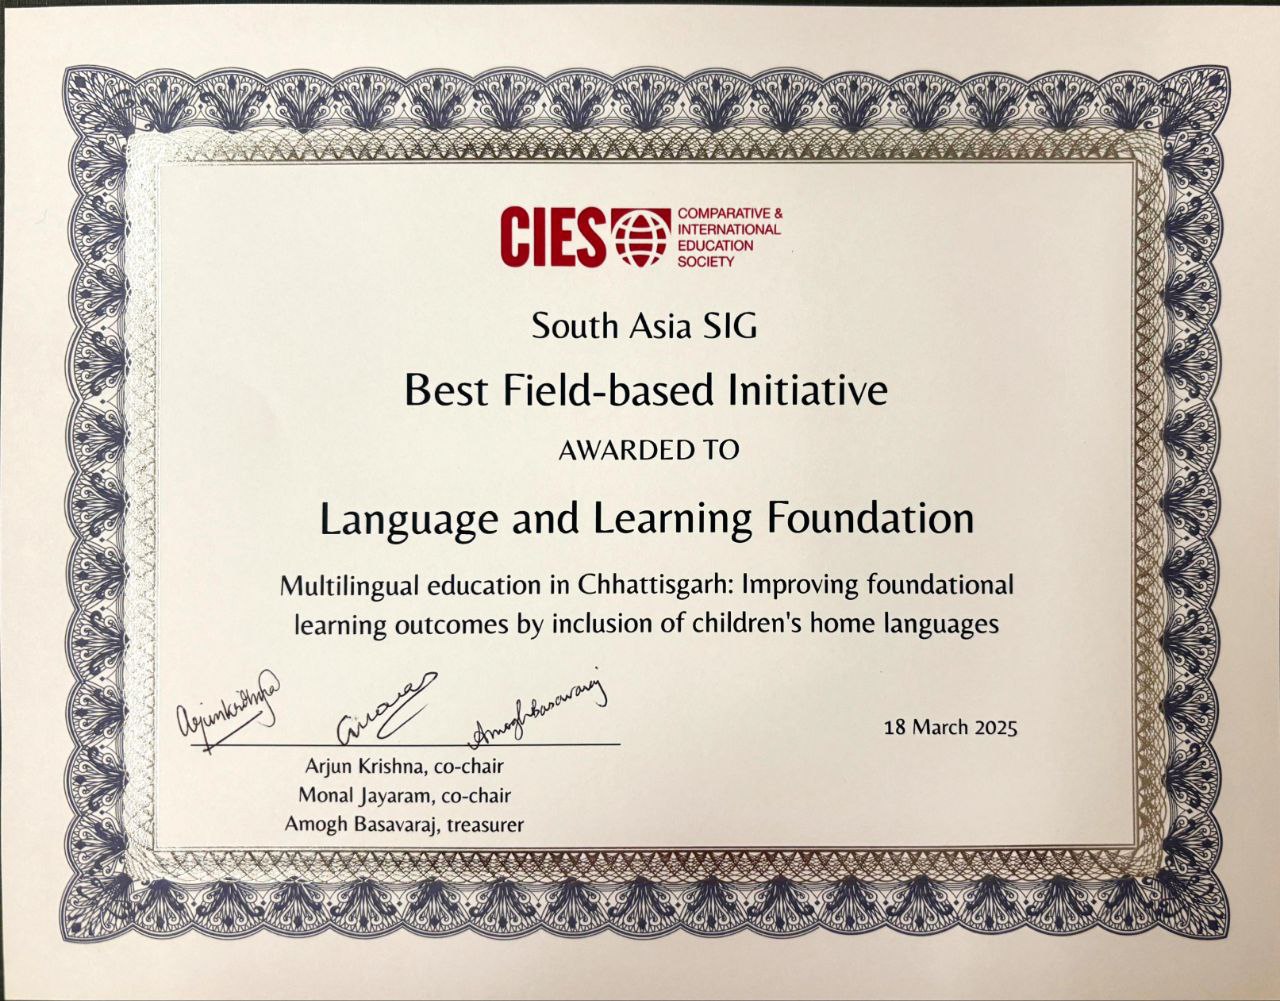 CIES
COMPARATIVE &
INTERNATIONAL
EDUCATION
SOCIETY
South Asia SIG
Best Field-based Initiative
AWARDED TO
Language and Learning Foundation
Multilingual education in Chhattisgarh: Improving foundational
learning outcomes by inclusion of children's home languages
Arjunkrishna
AmoghBasavaraj
18 March 2025
Arjun Krishna, co-chair
Monal Jayaram, co-chair
Amogh Basavaraj, treasurer